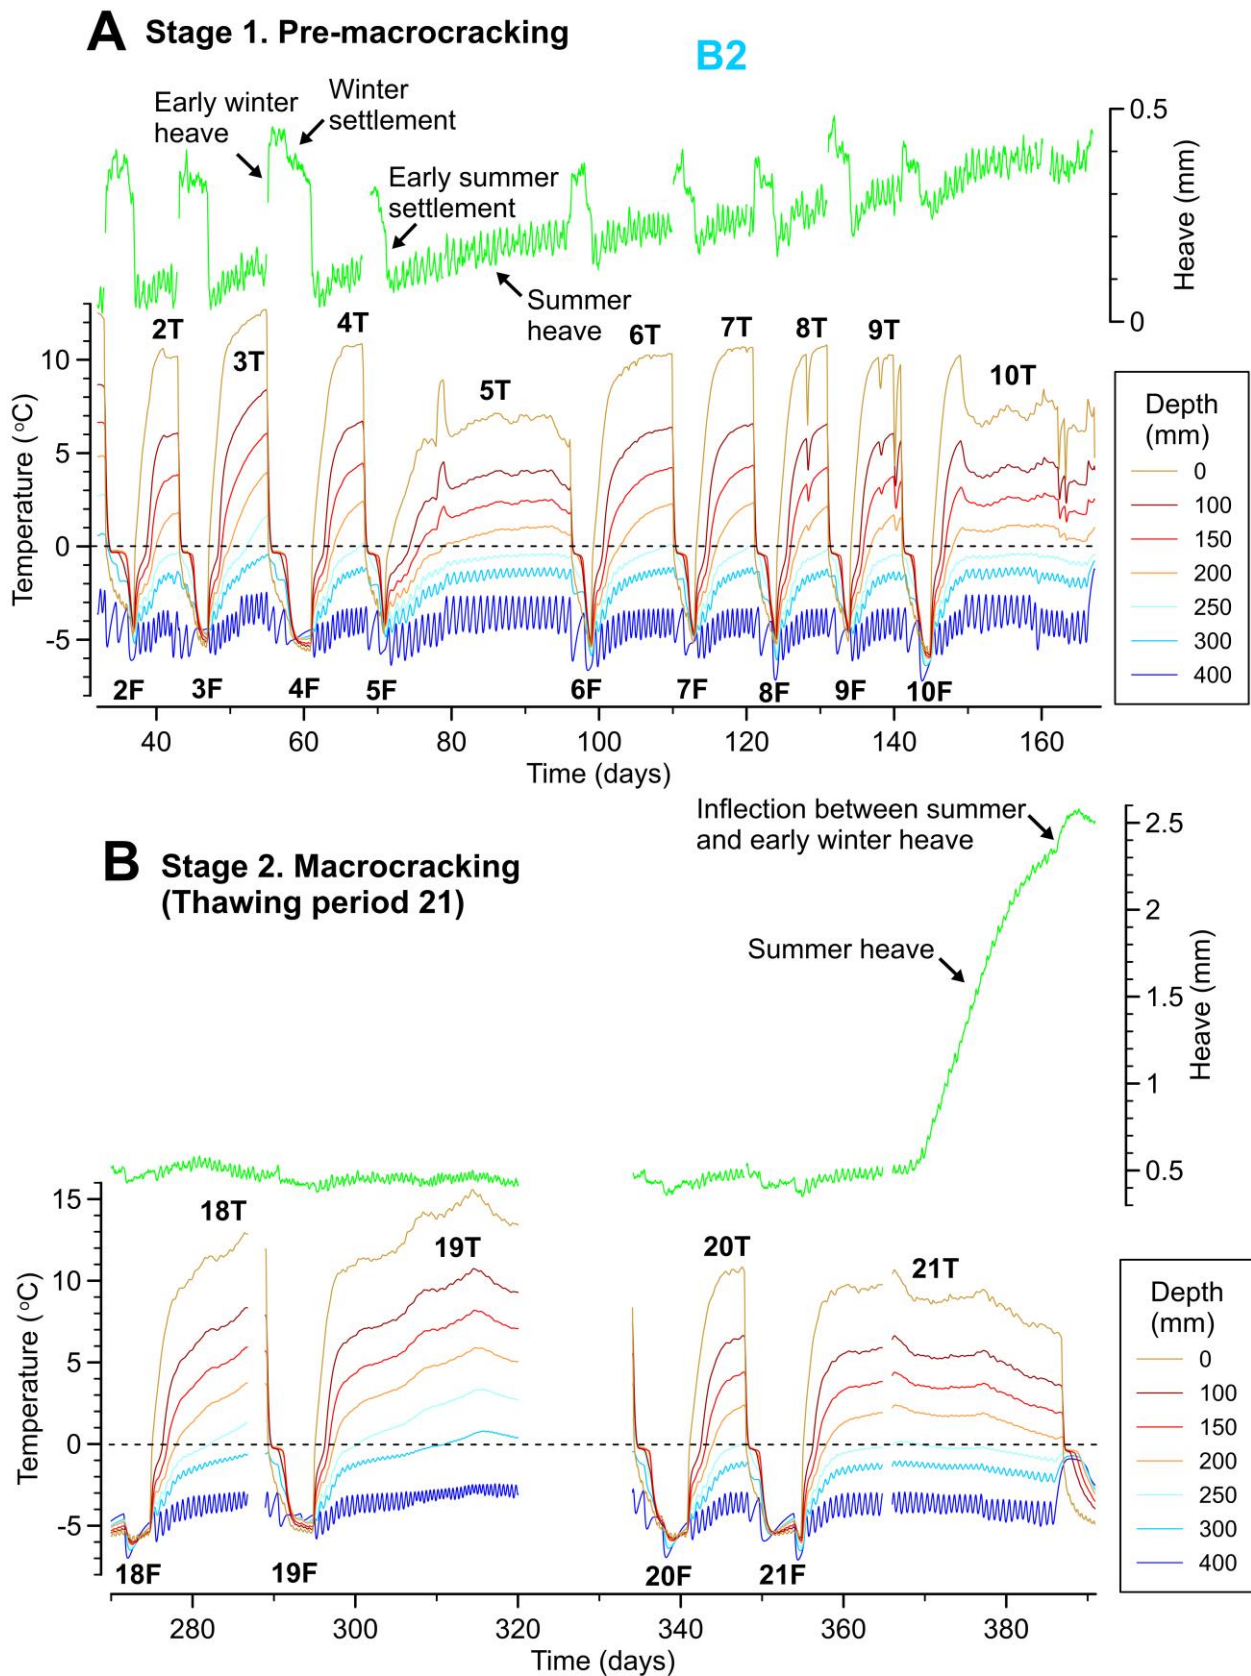 A Stage 1. Pre-macrocracking
B2
Early winter
heave
Winter
settlement
Early summer
settlement
Summer
heave
0.5
0
Heave (mm)
2T
3T
4T
5T
6T
7T
8T
9T
10T
10
5
0
-5
Temperature (°C)
2F
3F
4F
5F
6F
7F
8F
9F
10F
40
60
80
100
120
140
160
Time (days)
Depth
(mm)
0
100
150
200
250
300
400
B Stage 2. Macrocracking
(Thawing period 21)
Inflection between summer
and early winter heave
Summer heave
2.5
2
1.5
1
0.5
Heave (mm)
18T
19T
20T
21T
15
10
5
0
-5
Temperature (°C)
18F
19F
20F
21F
280
300
320
340
360
380
Time (days)
Depth
(mm)
0
100
150
200
250
300
400